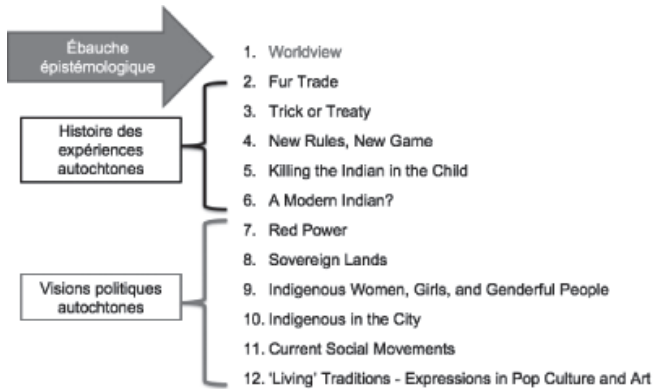 Ébauche
épistémologique
1. Worldview
2. Fur Trade
3. Trick or Treaty
Histoire des
expériences
autochtones
4. New Rules, New Game
5. Killing the Indian in the Child
6. A Modern Indian?
7. Red Power
8. Sovereign Lands
Visions politiques
autochtones
9. Indigenous Women, Girls, and Genderful People
10. Indigenous in the City
11. Current Social Movements
12. 'Living' Traditions - Expressions in Pop Culture and Art